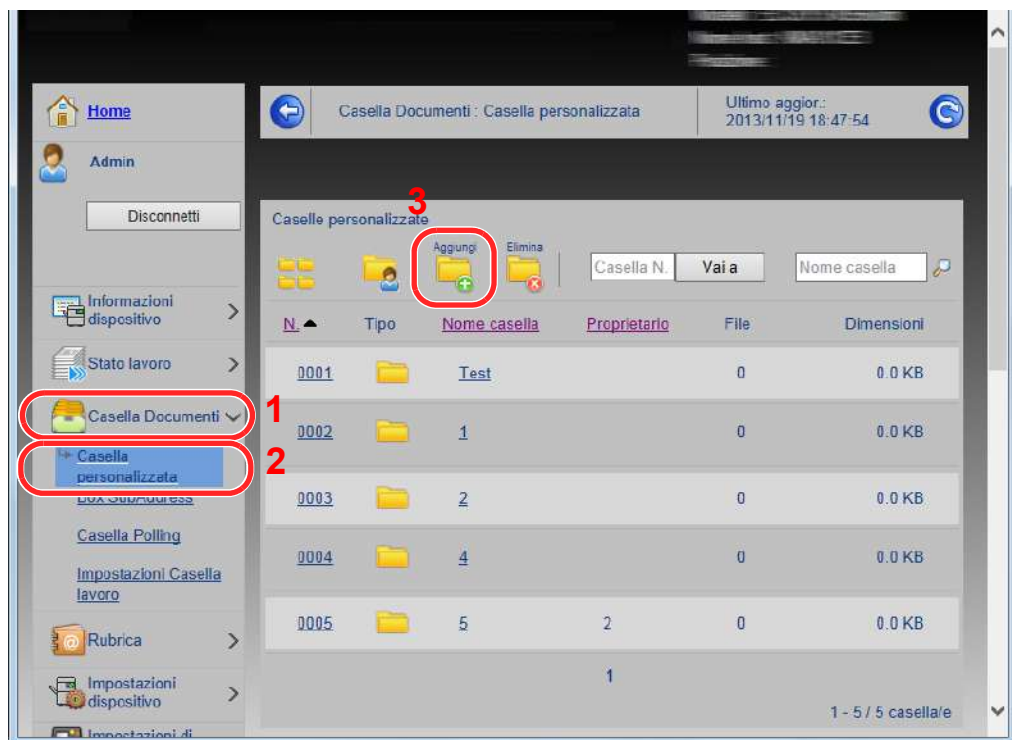 Home
Admin
Disconnetti
Informazioni
dispositivo
Stato lavoro
Casella Documenti
1
Casella
personalizzata
2
Box SubAddress
Casella Polling
Impostazioni Casella
lavoro
Rubrica
Impostazioni
dispositivo
Impostazioni di
Casella Documenti : Casella personalizzata
Ultimo aggior.:
2013/11/19 18:47:54
3
Caselle personalizzate
Aggiungi Elimina
Casella N. Vai a Nome casella
N. Tipo Nome casella Proprietario File Dimensioni
0001 Test 0 0.0 KB
0002 1 0 0.0 KB
0003 2 0 0.0 KB
0004 4 0 0.0 KB
0005 5 2 0 0.0 KB
1
1 - 5 / 5 casella/e